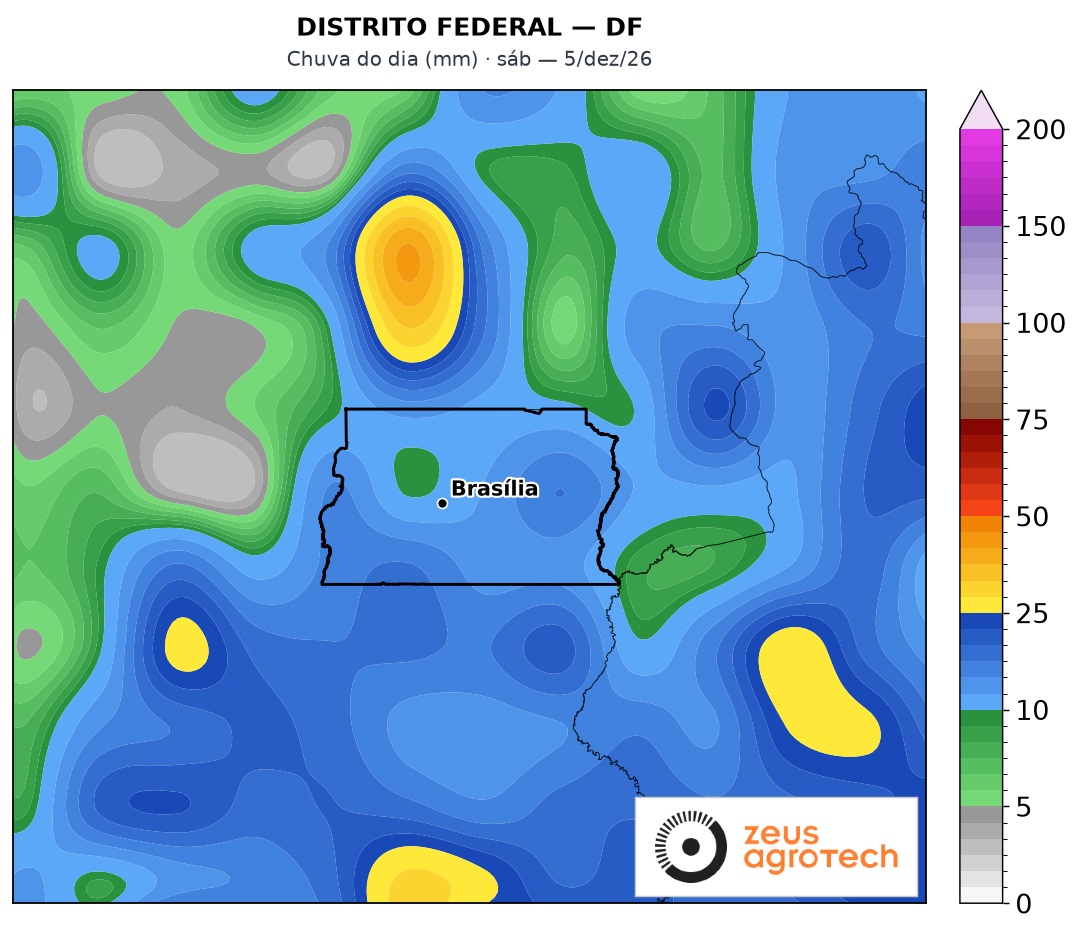 DISTRITO FEDERAL — DF
Chuva do dia (mm) · sáb — 5/dez/26
200
150
100
75
50
25
10
5
0
Brasília
zeus
agrotech